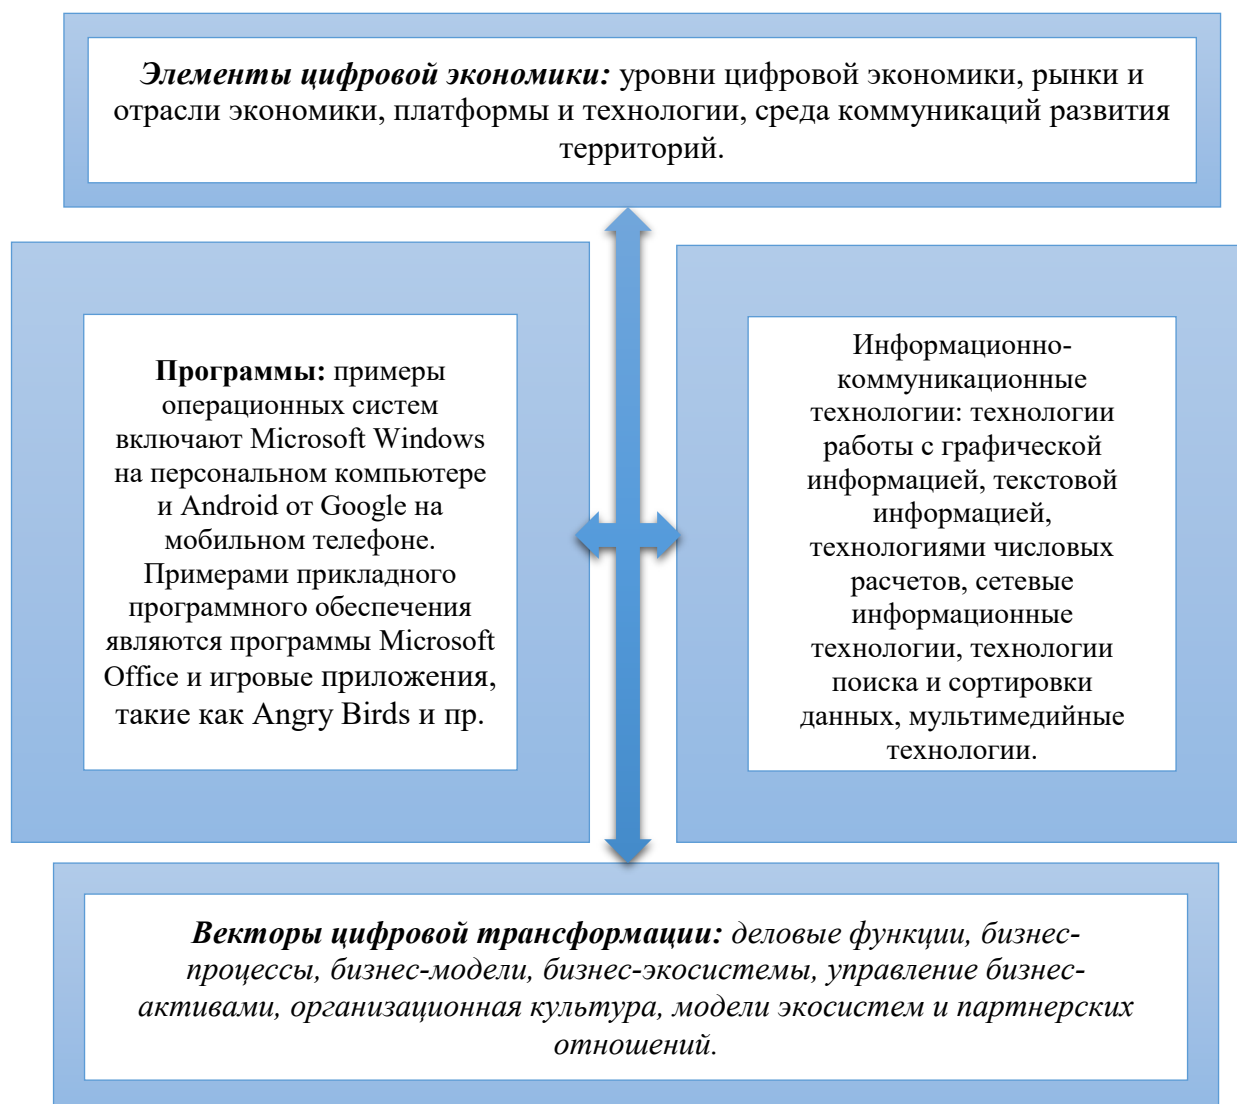 Элементы цифровой экономики: уровни цифровой экономики, рынки и
отрасли экономики, платформы и технологии, среда коммуникаций развития
территорий.
Программы: примеры
операционных систем
включают Microsoft Windows
на персональном компьютере
и Android от Google на
мобильном телефоне.
Примерами прикладного
программного обеспечения
являются программы Microsoft
Office и игровые приложения,
такие как Angry Birds и пр.
Информационно-
коммуникационные
технологии: технологии
работы с графической
информацией, текстовой
информацией,
технологиями числовых
расчетов, сетевые
информационные
технологии, технологии
поиска и сортировки
данных, мультимедийные
технологии.
Векторы цифровой трансформации: деловые функции, бизнес-
процессы, бизнес-модели, бизнес-экосистемы, управление бизнес-
активами, организационная культура, модели экосистем и партнерских
отношений.